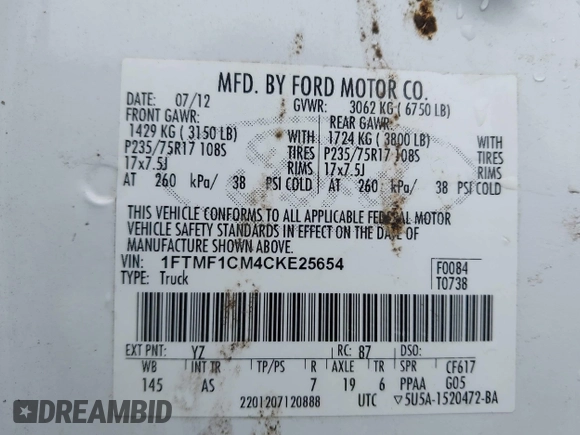 MFD. BY FORD MOTOR CO.
DATE: 07/12 GVWR: 3062 KG ( 6750 LB)
FRONT GAWR: REAR GAWR:
1429 KG ( 3150 LB) WITH 1724 KG ( 3800 LB) WITH
P235/75R17 108S TIRES P235/75R17 108S TIRES
17x7.5J RIMS 17x7.5J RIMS
AT 260 kPa/ 38 PSI COLD AT 260 kPa/ 38 PSI COLD
THIS VEHICLE CONFORMS TO ALL APPLICABLE FEDERAL MOTOR
VEHICLE SAFETY STANDARDS IN EFFECT ON THE DATE OF
MANUFACTURE SHOWN ABOVE.
VIN: 1FTMF1CM4CKE25654 F0084
TYPE: Truck T0738
EXT PNT: YZ RC: 87 DSO:
WB INT TR TP/PS R AXLE TR SPR CF617
145 AS 7 19 6 PPAA G05
2201207120888 UTC ▽5U5A-1520472-BA
DREAMBID